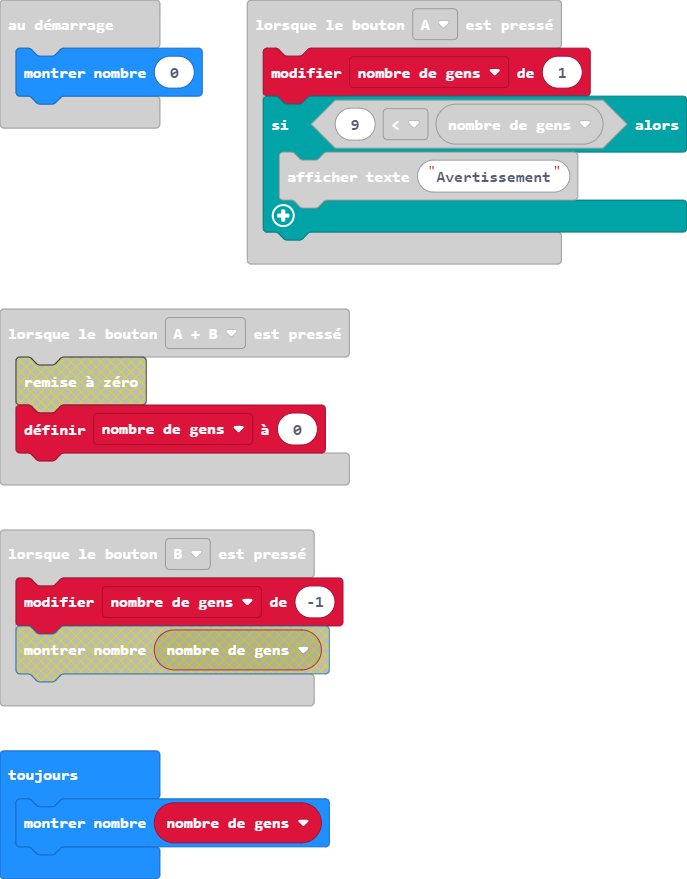 au démarrage
montrer nombre 0
lorsque le bouton A est pressé
modifier nombre de gens de 1
si 9 < nombre de gens alors
afficher texte "Avertissement"
lorsque le bouton A + B est pressé
remise à zéro
définir nombre de gens à 0
lorsque le bouton B est pressé
modifier nombre de gens de -1
montrer nombre nombre de gens
toujours
montrer nombre nombre de gens